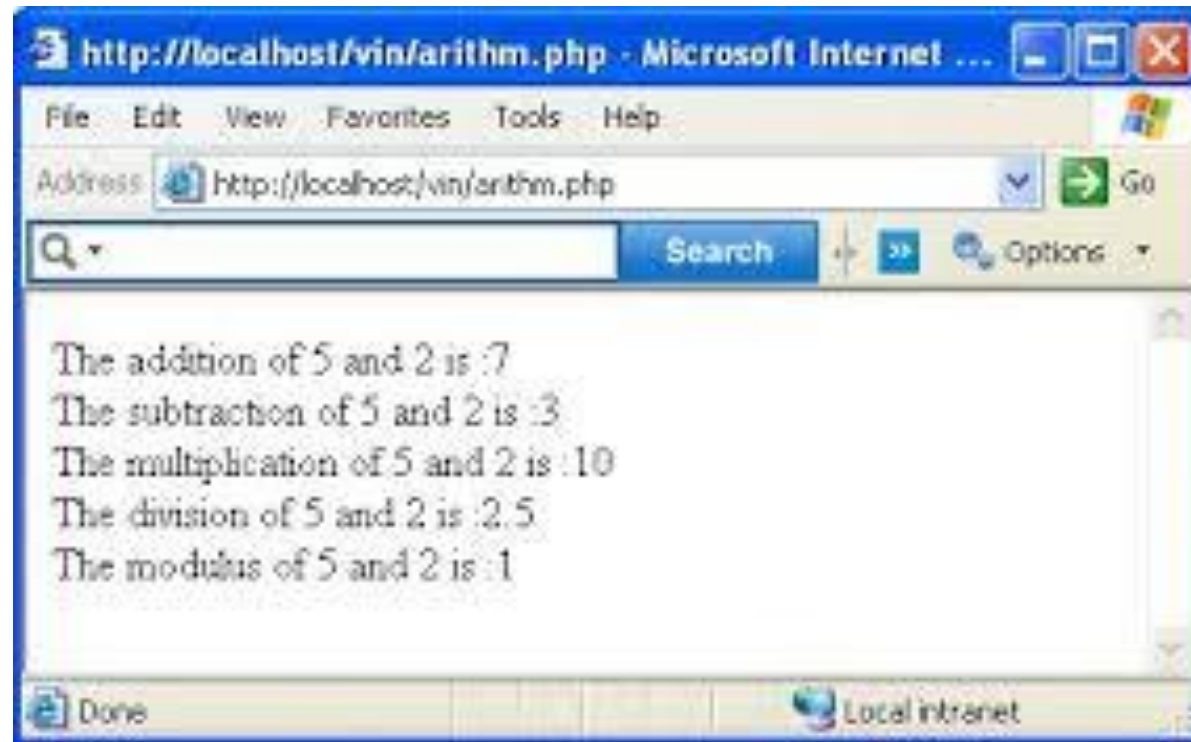 http://localhost/vin/arithm.php - Microsoft Internet ...
File Edit View Favorites Tools Help
Address http://localhost/vin/arithm.php Go
Search Options
The addition of 5 and 2 is :7
The subtraction of 5 and 2 is :3
The multiplication of 5 and 2 is :10
The division of 5 and 2 is :2.5
The modulus of 5 and 2 is :1
Done Local intranet